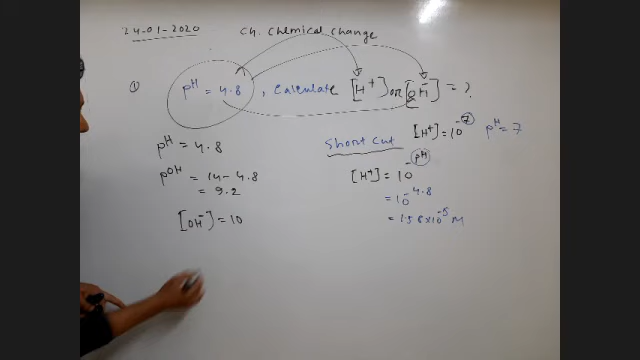 24-01-2020 Ch. Chemical Change
① pH = 4.8 , Calculate [H+] or [OH-] = ?
pH = 4.8
pOH = 14 - 4.8
= 9.2
[OH-] = 10
Short cut
[H+] = 10^-7 pH = 7
[H+] = 10^-pH
= 10^-4.8
= 1.58 × 10^-5 M